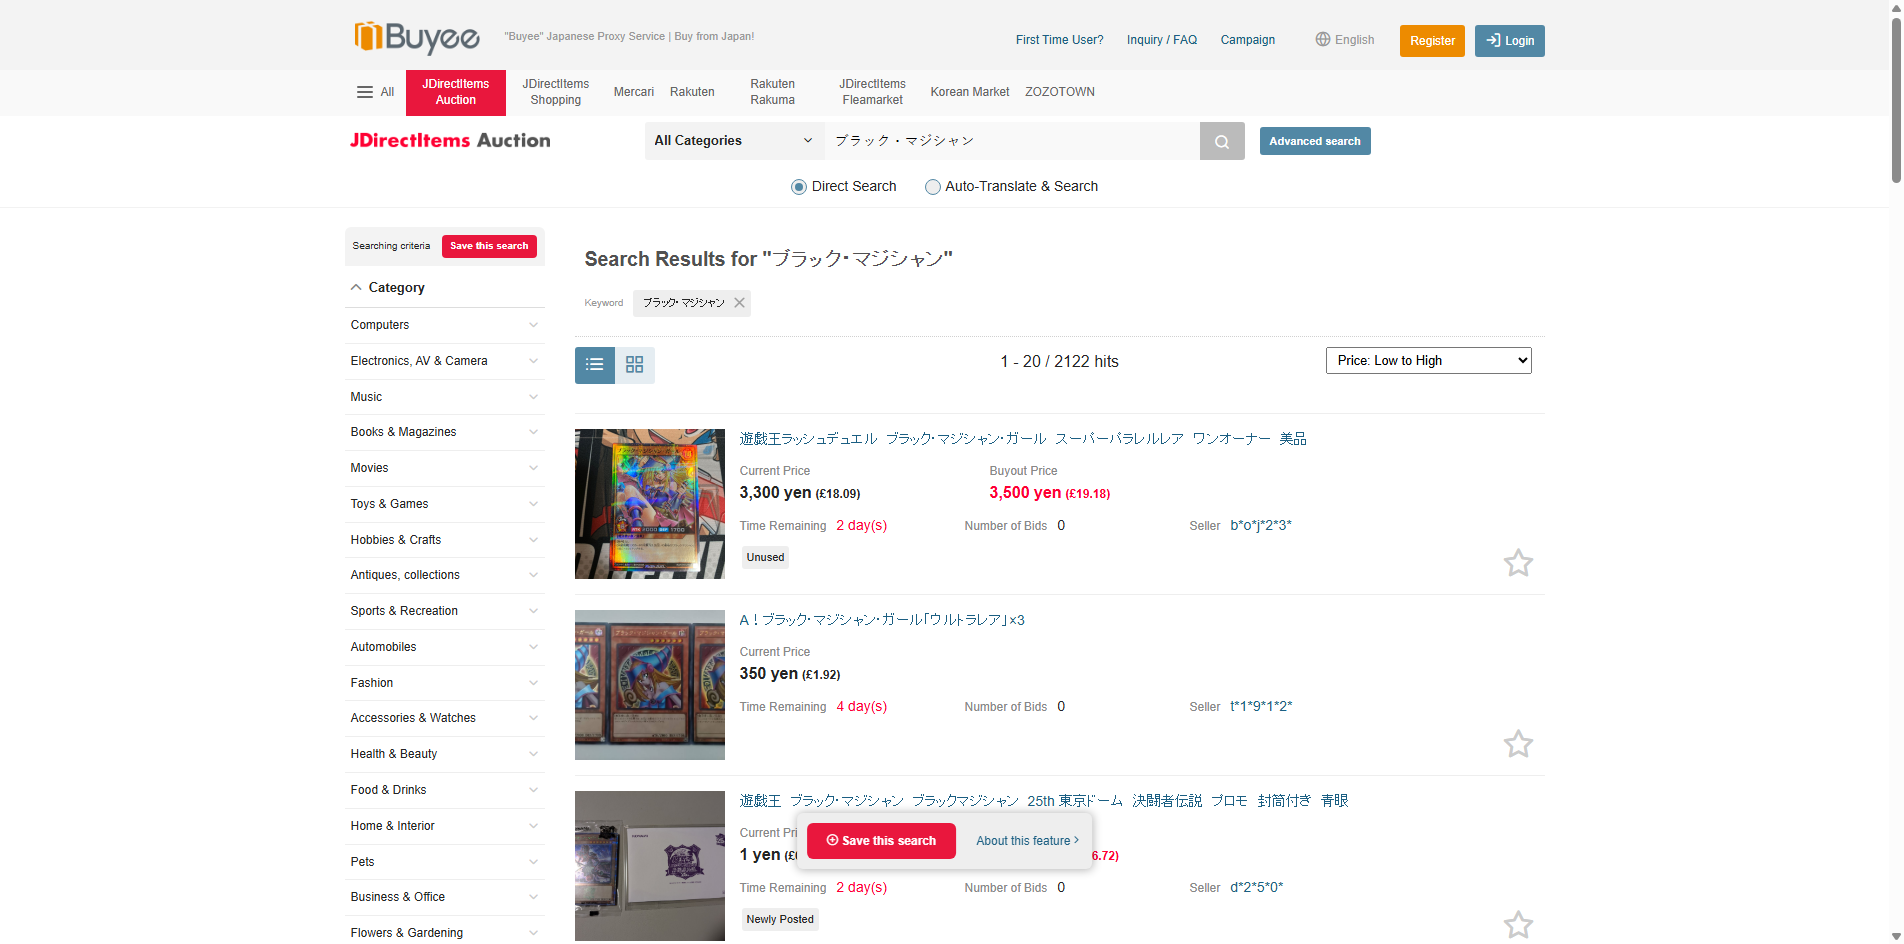 Buyee
"Buyee" Japanese Proxy Service | Buy from Japan!
First Time User?
Inquiry / FAQ
Campaign
English
Register
Login
All
JDirectItems Auction
JDirectItems Shopping
Mercari
Rakuten
Rakuten Rakuma
JDirectItems Fleamarket
Korean Market
ZOZOTOWN
JDirectItems Auction
All Categories
ブラック・マジシャン
Advanced search
Direct Search
Auto-Translate & Search
Searching criteria
Save this search
Category
Computers
Electronics, AV & Camera
Music
Books & Magazines
Movies
Toys & Games
Hobbies & Crafts
Antiques, collections
Sports & Recreation
Automobiles
Fashion
Accessories & Watches
Health & Beauty
Food & Drinks
Home & Interior
Pets
Business & Office
Flowers & Gardening
Search Results for "ブラック・マジシャン"
Keyword
ブラック・マジシャン
1 - 20 / 2122 hits
Price: Low to High
遊戯王ラッシュデュエル ブラック・マジシャン・ガール スーパーパラレルレア ワンオーナー 美品
Current Price
Buyout Price
3,300 yen (£18.09)
3,500 yen (£19.18)
Time Remaining 2 day(s)
Number of Bids 0
Seller b*o*j*2*3*
Unused
A！ブラック・マジシャン・ガール「ウルトラレア」×3
Current Price
350 yen (£1.92)
Time Remaining 4 day(s)
Number of Bids 0
Seller t*1*9*1*2*
遊戯王 ブラック・マジシャン ブラックマジシャン 25th 東京ドーム 決闘者伝説 プロモ 封筒付き 青眼
Current Pri
1 yen (£
6.72)
Save this search
About this feature
Time Remaining 2 day(s)
Number of Bids 0
Seller d*2*5*0*
Newly Posted